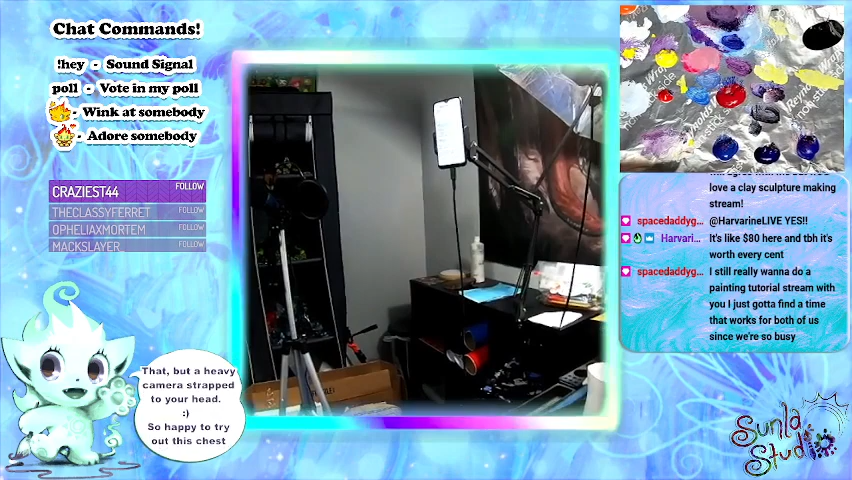 Chat Commands!
!hey - Sound Signal
poll - Vote in my poll
- Wink at somebody
- Adore somebody
CRAZIEST44 FOLLOW
THECLASSYFERRET FOLLOW
OPHELIAXMORTEM FOLLOW
MACKSLAYER FOLLOW
That, but a heavy
camera strapped
to your head.
:)
So happy to try
out this chest
love a clay sculpture making
stream!
spacedaddyg... @HarvarineLIVE YES!!
Harvari... It's like $80 here and tbh it's
worth every cent
spacedaddyg... I still really wanna do a
painting tutorial stream with
you I just gotta find a time
that works for both of us
since we're so busy
Sunla
Studios